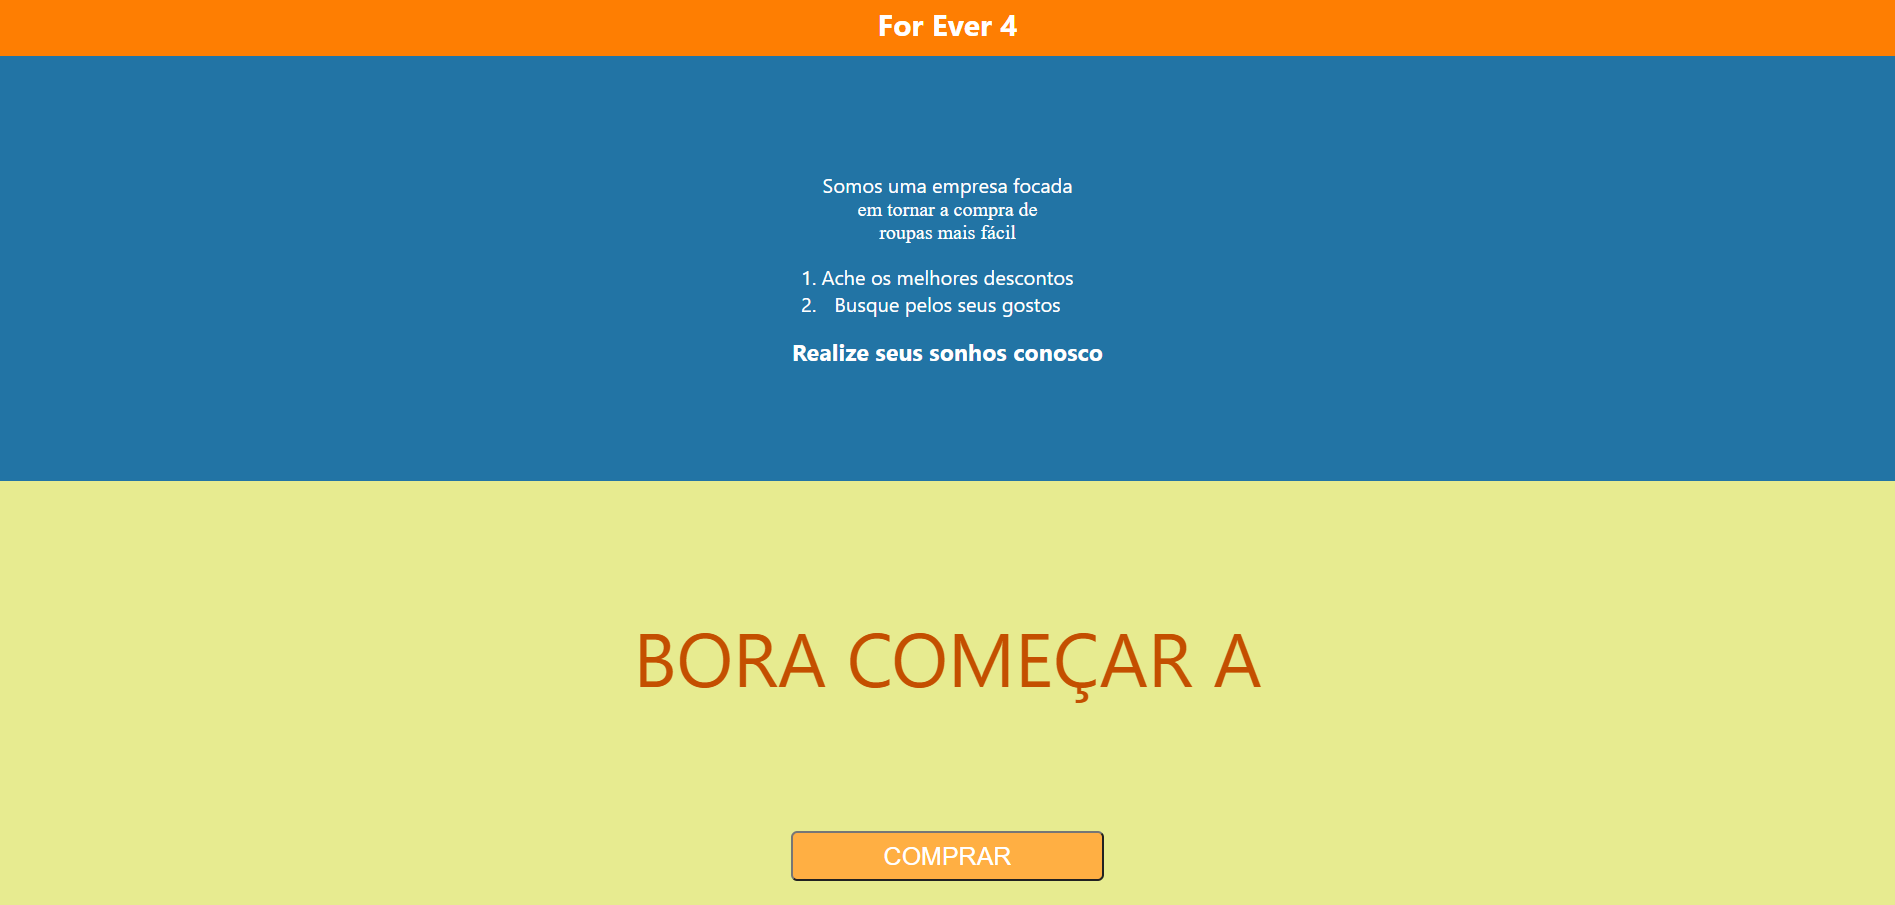 For Ever 4
Somos uma empresa focada
em tornar a compra de
roupas mais fácil
1. Ache os melhores descontos
2. Busque pelos seus gostos
Realize seus sonhos conosco
BORA COMEÇAR A
COMPRAR